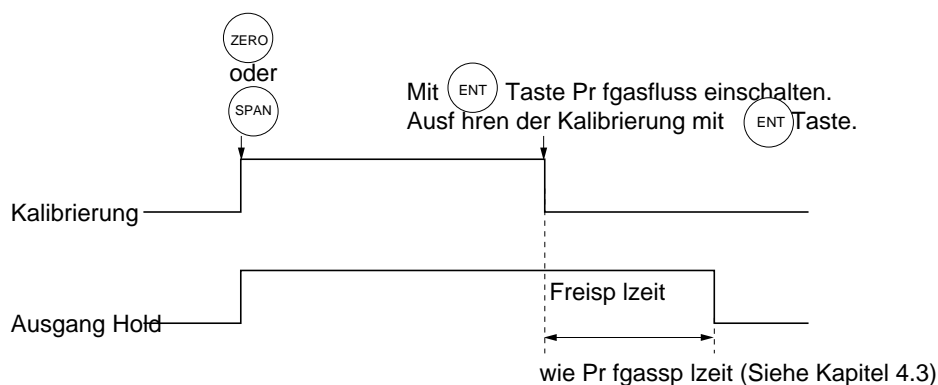 ZERO
oder
SPAN
Mit ENT Taste Pr fgasfluss einschalten.
Ausf hren der Kalibrierung mit ENT Taste.
Kalibrierung
Freisp lzeit
Ausgang Hold
wie Pr fgassp lzeit (Siehe Kapitel 4.3)